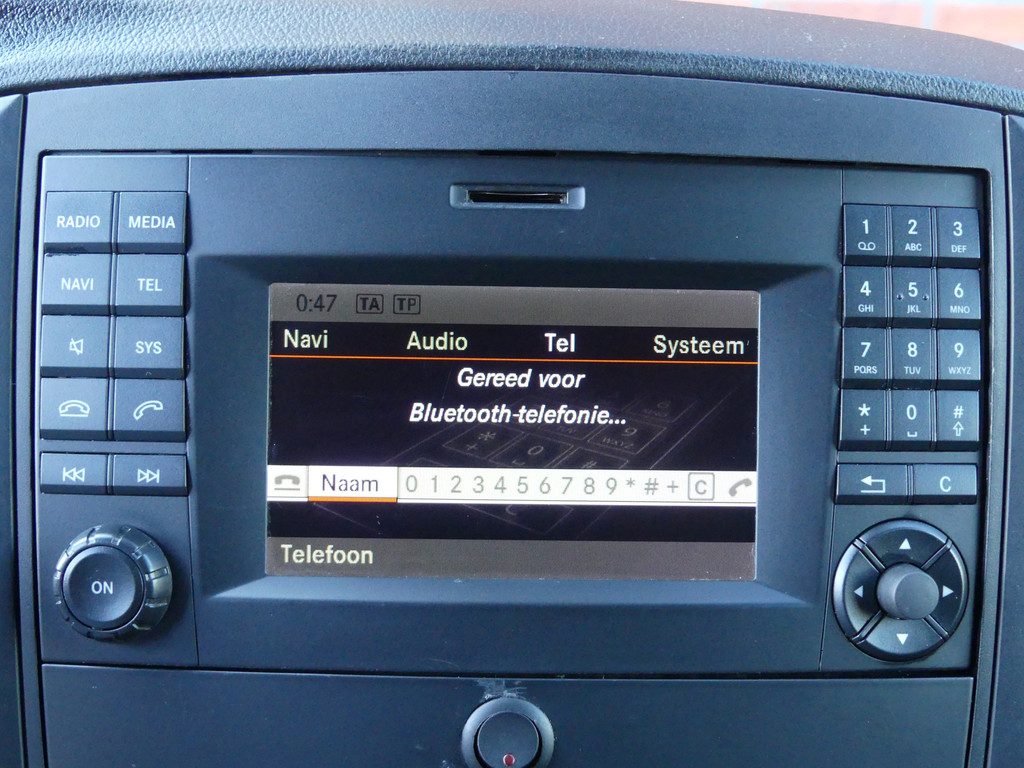 RADIO MEDIA
NAVI TEL
SYS
ON
0:47 TA TP
Navi Audio Tel Systeem
Gereed voor
Bluetooth-telefonie...
Naam 0 1 2 3 4 5 6 7 8 9 * # + C
Telefoon
1 2 ABC 3 DEF
4 GHI 5 JKL 6 MNO
7 PQRS 8 TUV 9 WXYZ
* + 0 #
C